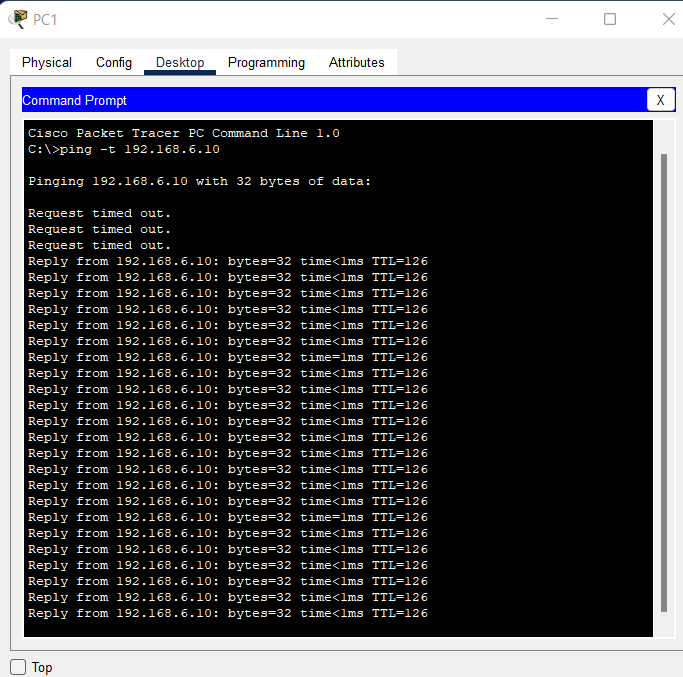 PC1
Physical Config Desktop Programming Attributes
Command Prompt X
Cisco Packet Tracer PC Command Line 1.0
C:\>ping -t 192.168.6.10
Pinging 192.168.6.10 with 32 bytes of data:
Request timed out.
Request timed out.
Request timed out.
Reply from 192.168.6.10: bytes=32 time<1ms TTL=126
Reply from 192.168.6.10: bytes=32 time<1ms TTL=126
Reply from 192.168.6.10: bytes=32 time<1ms TTL=126
Reply from 192.168.6.10: bytes=32 time<1ms TTL=126
Reply from 192.168.6.10: bytes=32 time<1ms TTL=126
Reply from 192.168.6.10: bytes=32 time<1ms TTL=126
Reply from 192.168.6.10: bytes=32 time=1ms TTL=126
Reply from 192.168.6.10: bytes=32 time<1ms TTL=126
Reply from 192.168.6.10: bytes=32 time<1ms TTL=126
Reply from 192.168.6.10: bytes=32 time<1ms TTL=126
Reply from 192.168.6.10: bytes=32 time<1ms TTL=126
Reply from 192.168.6.10: bytes=32 time<1ms TTL=126
Reply from 192.168.6.10: bytes=32 time<1ms TTL=126
Reply from 192.168.6.10: bytes=32 time<1ms TTL=126
Reply from 192.168.6.10: bytes=32 time<1ms TTL=126
Reply from 192.168.6.10: bytes=32 time<1ms TTL=126
Reply from 192.168.6.10: bytes=32 time=1ms TTL=126
Reply from 192.168.6.10: bytes=32 time<1ms TTL=126
Reply from 192.168.6.10: bytes=32 time<1ms TTL=126
Reply from 192.168.6.10: bytes=32 time<1ms TTL=126
Reply from 192.168.6.10: bytes=32 time<1ms TTL=126
Reply from 192.168.6.10: bytes=32 time<1ms TTL=126
Reply from 192.168.6.10: bytes=32 time<1ms TTL=126
Top